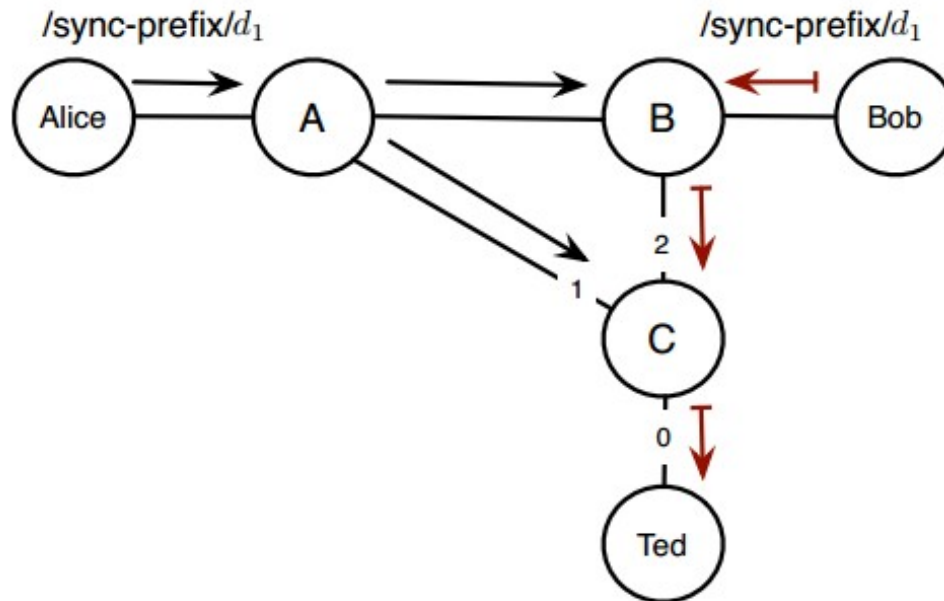 /sync-prefix/d₁ /sync-prefix/d₁
Alice A B Bob
2
1
C
0
Ted